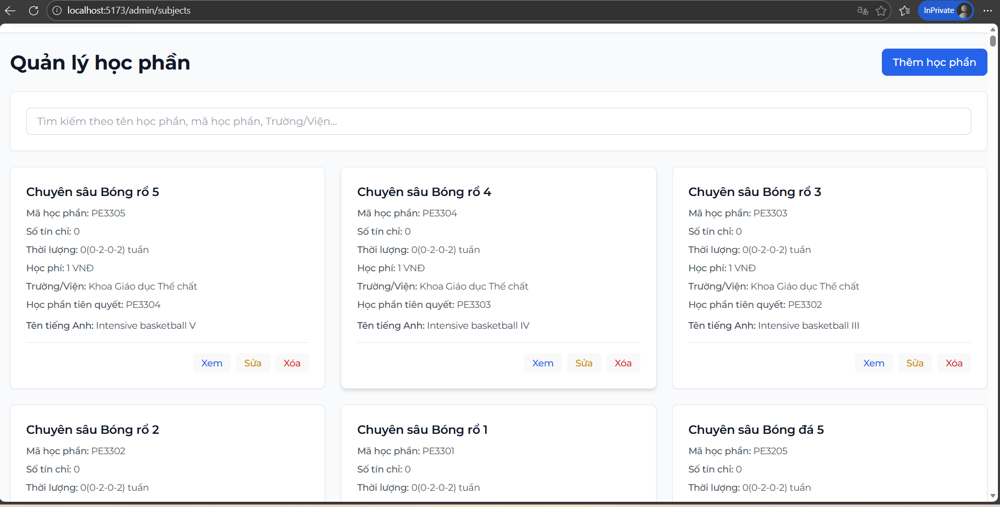 localhost:5173/admin/subjects
InPrivate
Quản lý học phần
Thêm học phần
Tìm kiếm theo tên học phần, mã học phần, Trường/Viện...
Chuyên sâu Bóng rổ 5
Mã học phần: PE3305
Số tín chỉ: 0
Thời lượng: 0(0-2-0-2) tuần
Học phí: 1 VNĐ
Trường/Viện: Khoa Giáo dục Thể chất
Học phần tiên quyết: PE3304
Tên tiếng Anh: Intensive basketball V
Xem Sửa Xóa
Chuyên sâu Bóng rổ 4
Mã học phần: PE3304
Số tín chỉ: 0
Thời lượng: 0(0-2-0-2) tuần
Học phí: 1 VNĐ
Trường/Viện: Khoa Giáo dục Thể chất
Học phần tiên quyết: PE3303
Tên tiếng Anh: Intensive basketball IV
Xem Sửa Xóa
Chuyên sâu Bóng rổ 3
Mã học phần: PE3303
Số tín chỉ: 0
Thời lượng: 0(0-2-0-2) tuần
Học phí: 1 VNĐ
Trường/Viện: Khoa Giáo dục Thể chất
Học phần tiên quyết: PE3302
Tên tiếng Anh: Intensive basketball III
Xem Sửa Xóa
Chuyên sâu Bóng rổ 2
Mã học phần: PE3302
Số tín chỉ: 0
Thời lượng: 0(0-2-0-2) tuần
Chuyên sâu Bóng rổ 1
Mã học phần: PE3301
Số tín chỉ: 0
Thời lượng: 0(0-2-0-2) tuần
Chuyên sâu Bóng đá 5
Mã học phần: PE3205
Số tín chỉ: 0
Thời lượng: 0(0-2-0-2) tuần